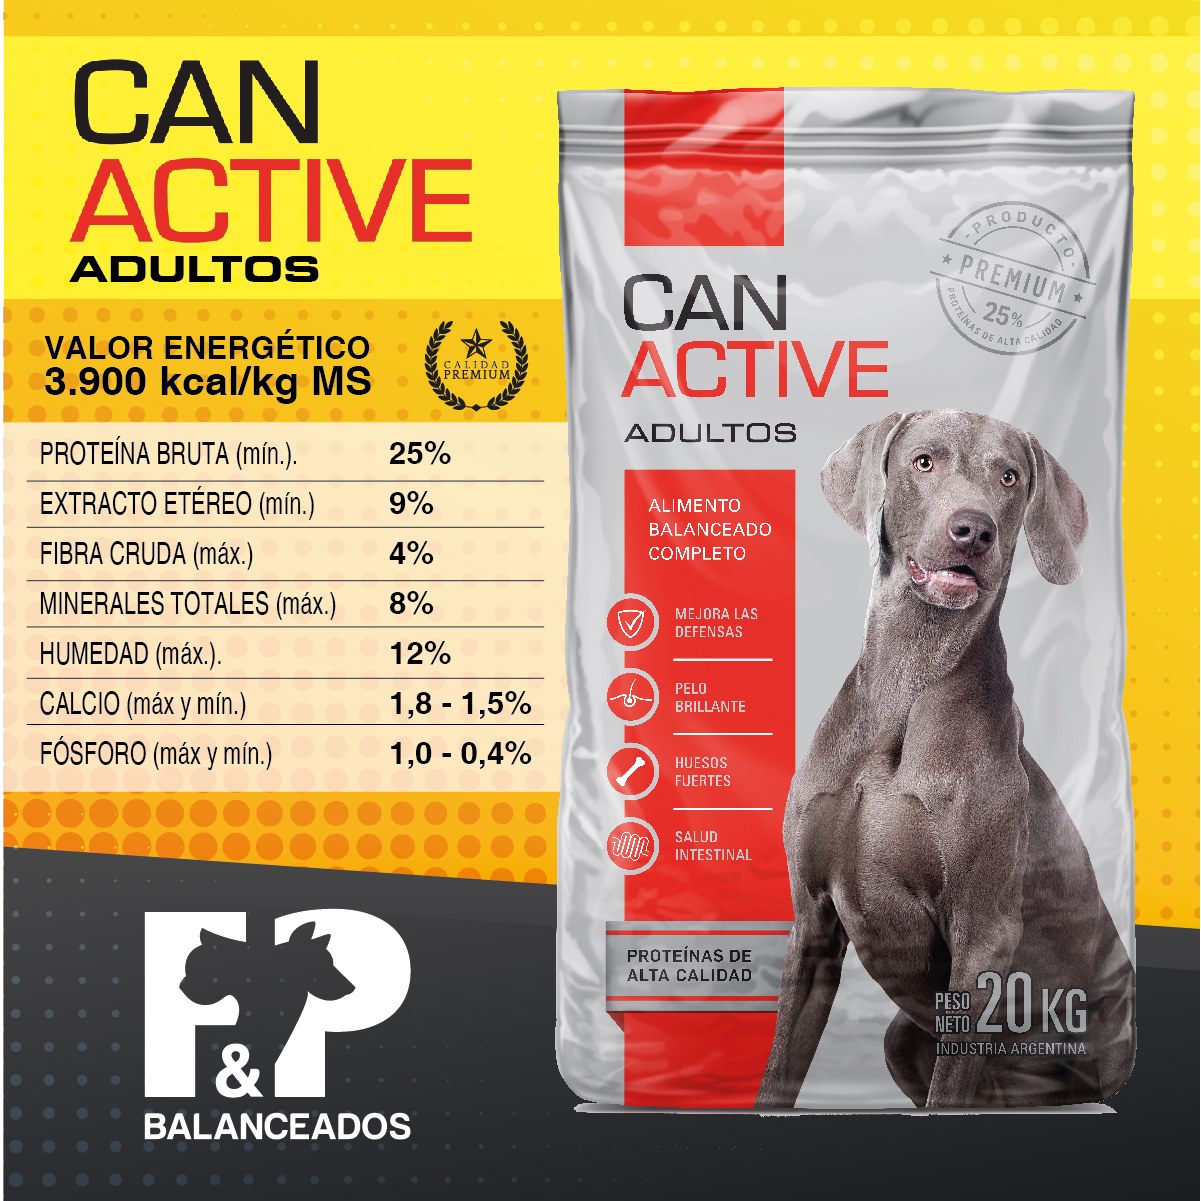 CAN
ACTIVE
ADULTOS
VALOR ENERGÉTICO
3.900 kcal/kg MS
CALIDAD
PREMIUM
PROTEÍNA BRUTA (mín.). 25%
EXTRACTO ETÉREO (mín.) 9%
FIBRA CRUDA (máx.) 4%
MINERALES TOTALES (máx.) 8%
HUMEDAD (máx.). 12%
CALCIO (máx y mín.) 1,8 - 1,5%
FÓSFORO (máx y mín.) 1,0 - 0,4%
F&P
BALANCEADOS
PRODUCTO
PREMIUM
25%
PROTEÍNAS DE ALTA CALIDAD
CAN
ACTIVE
ADULTOS
ALIMENTO
BALANCEADO
COMPLETO
MEJORA LAS
DEFENSAS
PELO
BRILLANTE
HUESOS
FUERTES
SALUD
INTESTINAL
PROTEÍNAS DE
ALTA CALIDAD
PESO
NETO 20 KG
INDUSTRIA ARGENTINA